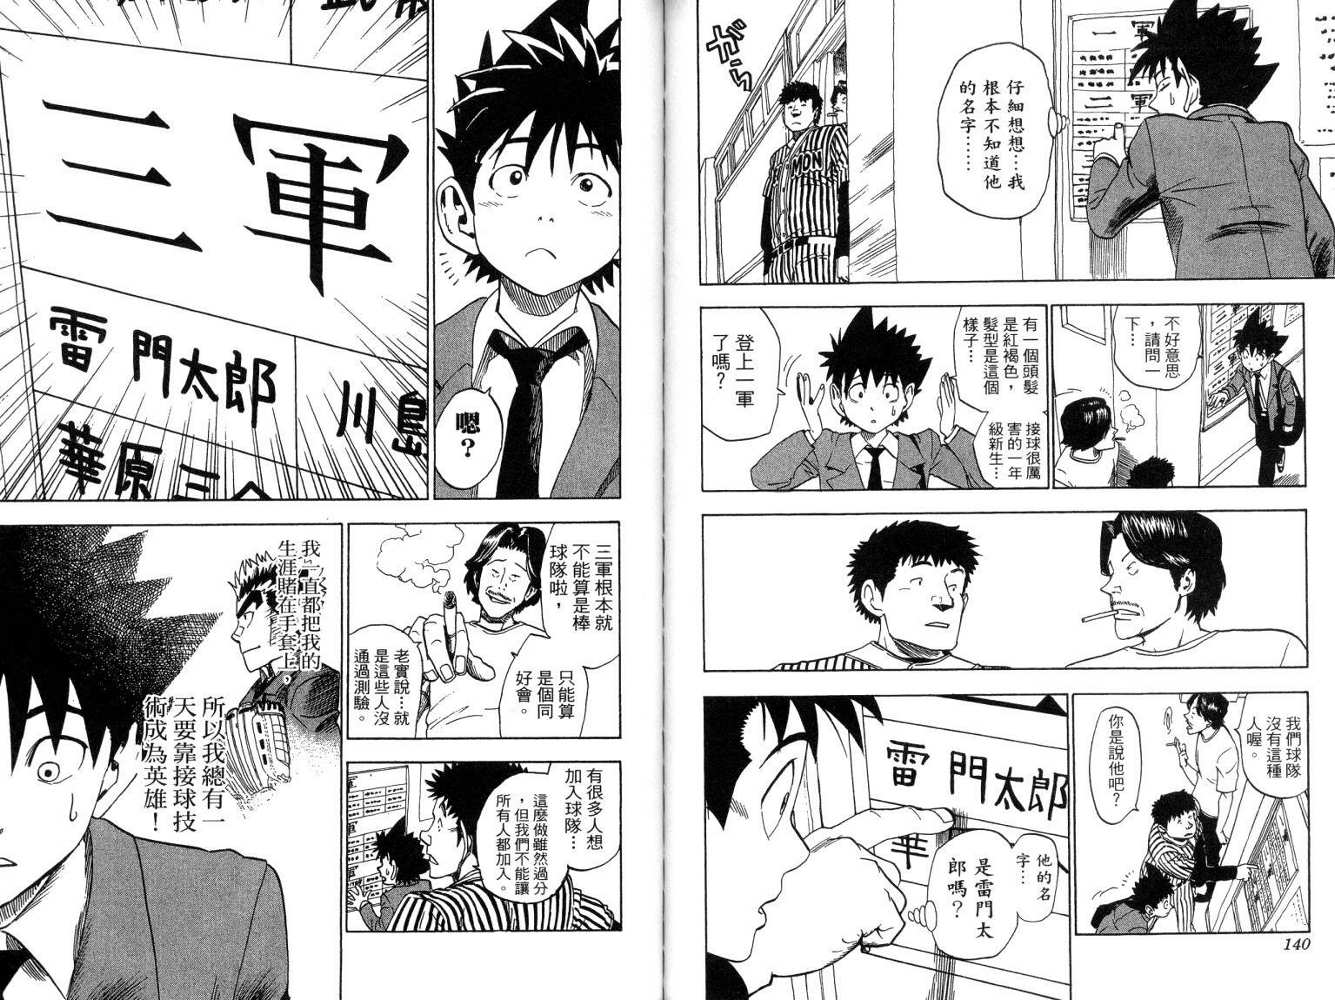 一軍
二軍
MON
ガラ
仔細想想…我
根本不知道他
的名字………
不好意思
，請問一
下…
有一個頭髮
是紅褐色，
髮型是這個
樣子…
接球很厲
害的一年
級新生…
登上一軍
了嗎？
我們球隊
沒有這種
人喔。
你是說他吧？
雷門太郎
華
他的名
字…
是雷門太
郎嗎？
140
三軍
雷門太郎
川島
華原三
嗯？
三軍根本就
不能算是棒
球隊啦，
只能算
是個同
好會。
老實說…就
是這些人沒
通過測驗。
有很多人想
加入球隊…
這麼做雖然過分
，但我們不能讓
所有人都加入。
我一直都把我的
生涯賭在手套上，
所以我總有一
天要靠接球技
術成為英雄！